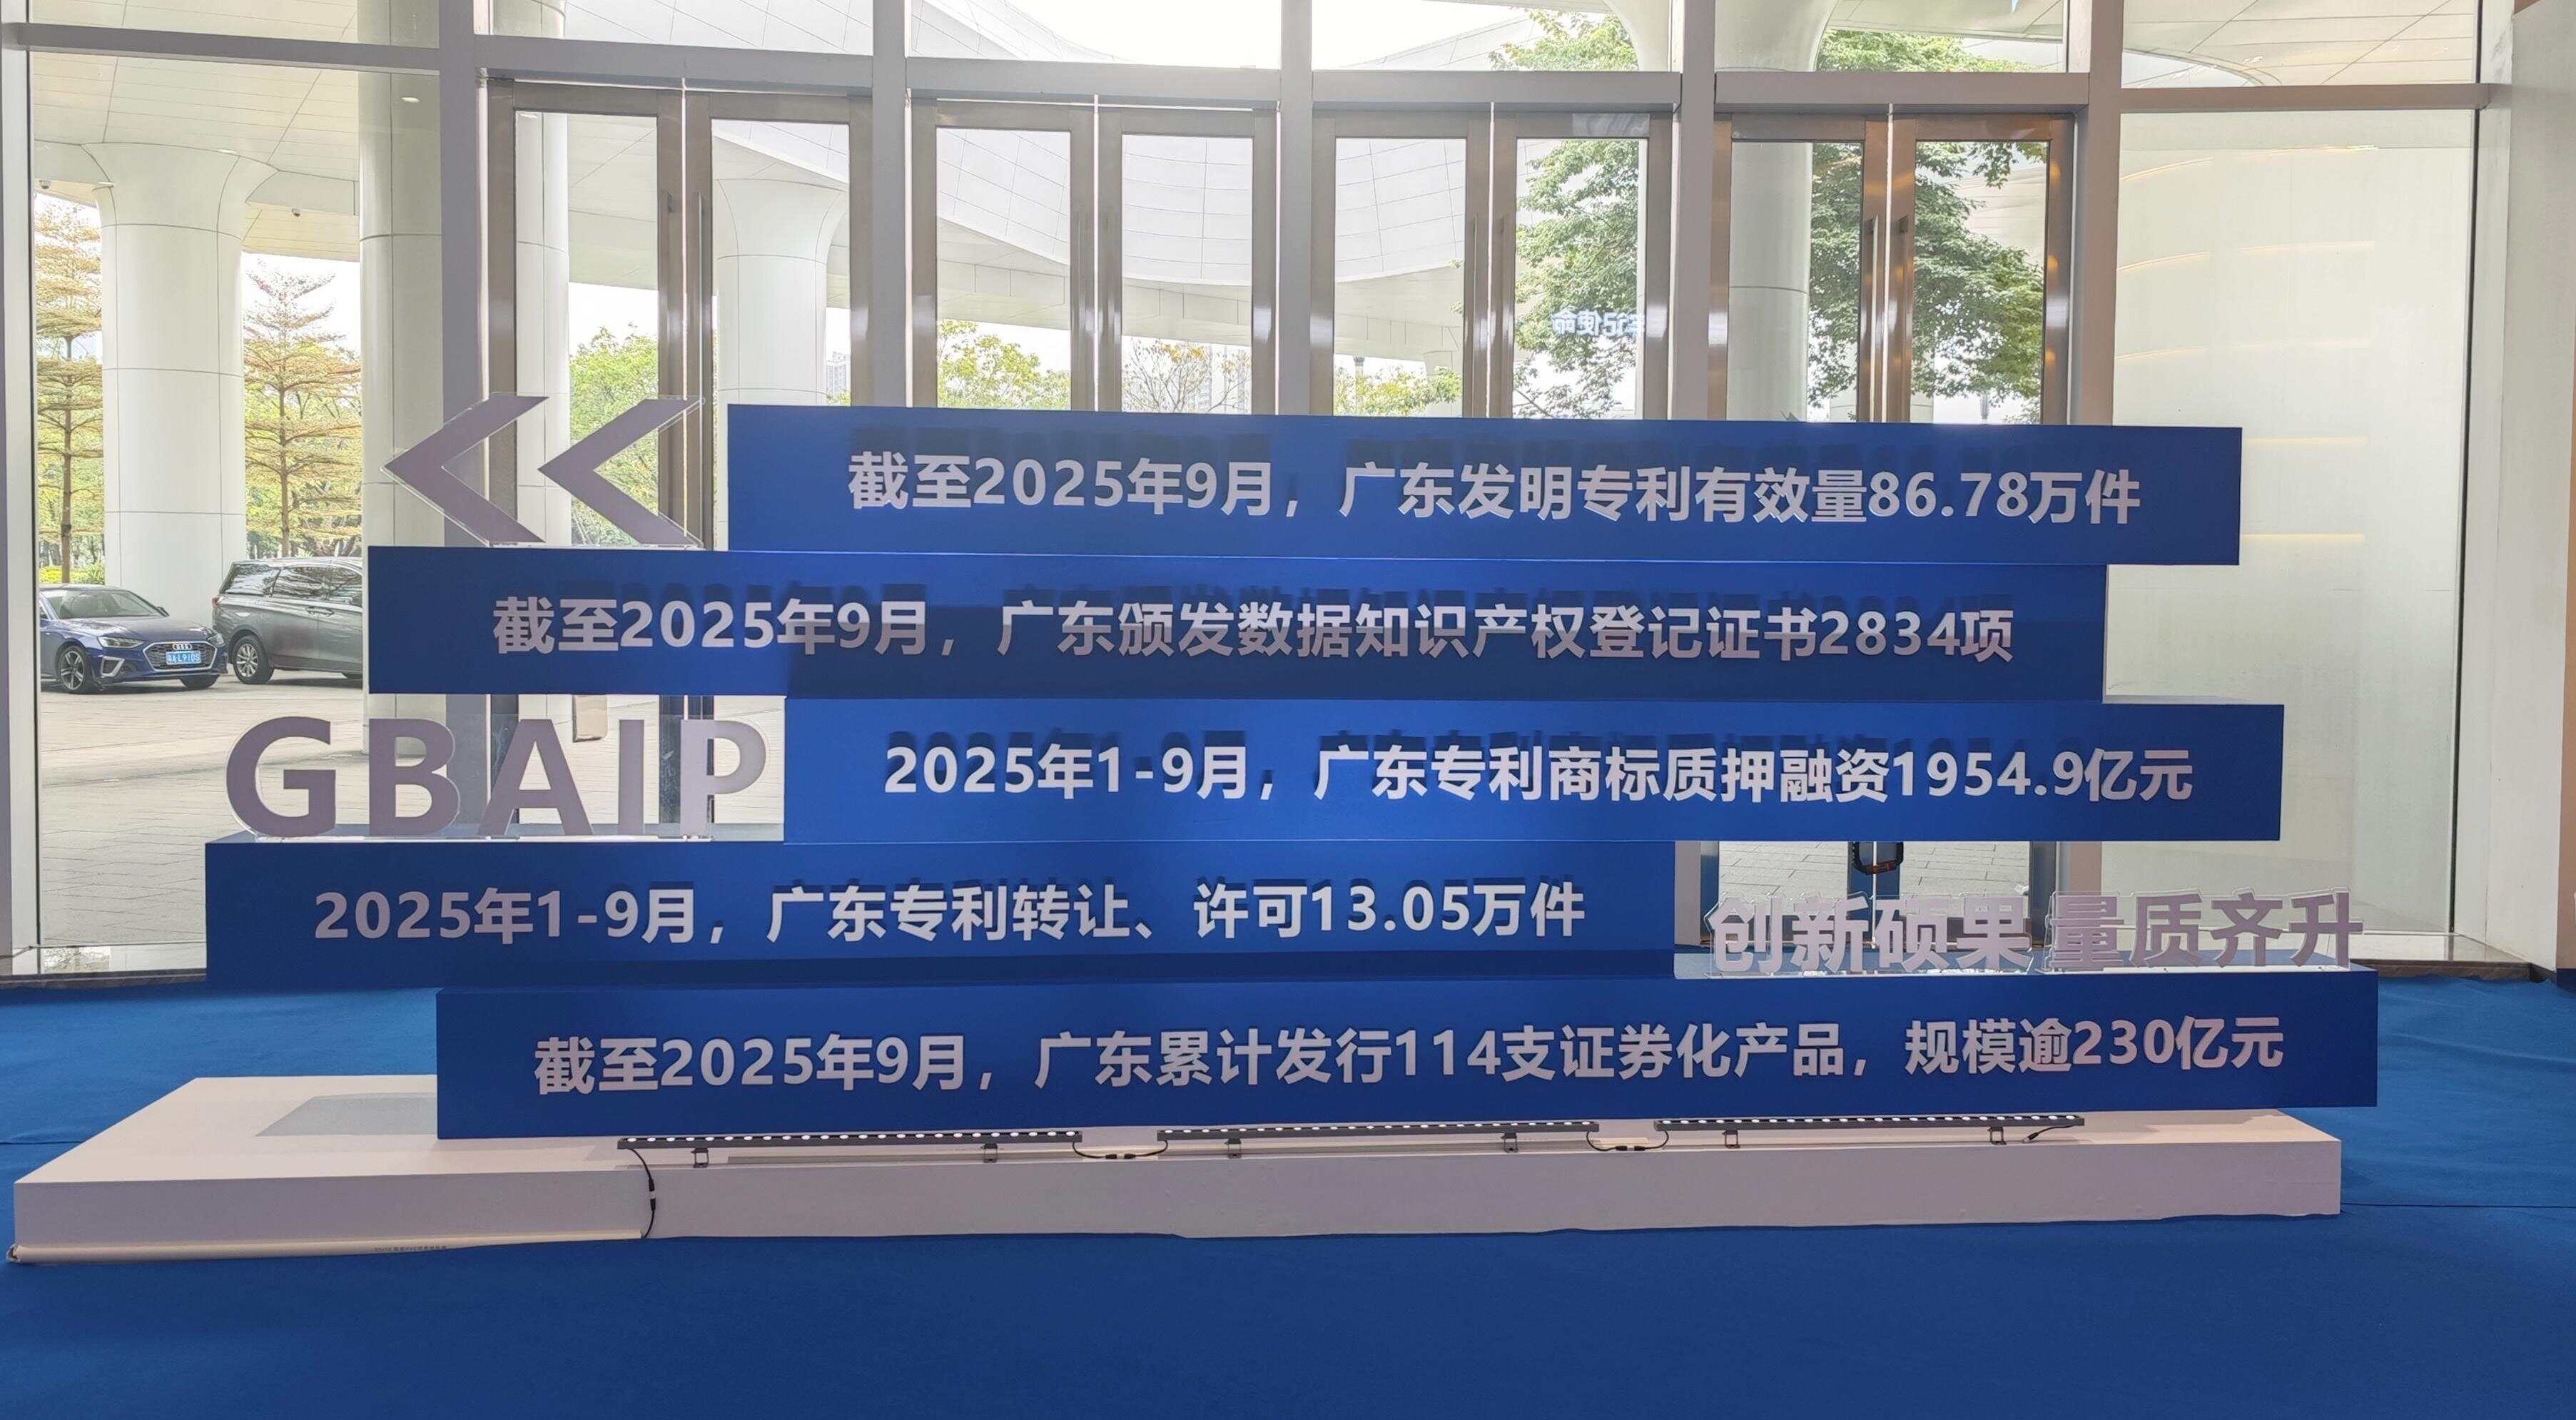 截至2025年9月，广东发明专利有效量86.78万件
截至2025年9月，广东颁发数据知识产权登记证书2834项
GBAIP
2025年1-9月，广东专利商标质押融资1954.9亿元
2025年1-9月，广东专利转让、许可13.05万件
创新硕果 量质齐升
截至2025年9月，广东累计发行114支证券化产品，规模逾230亿元